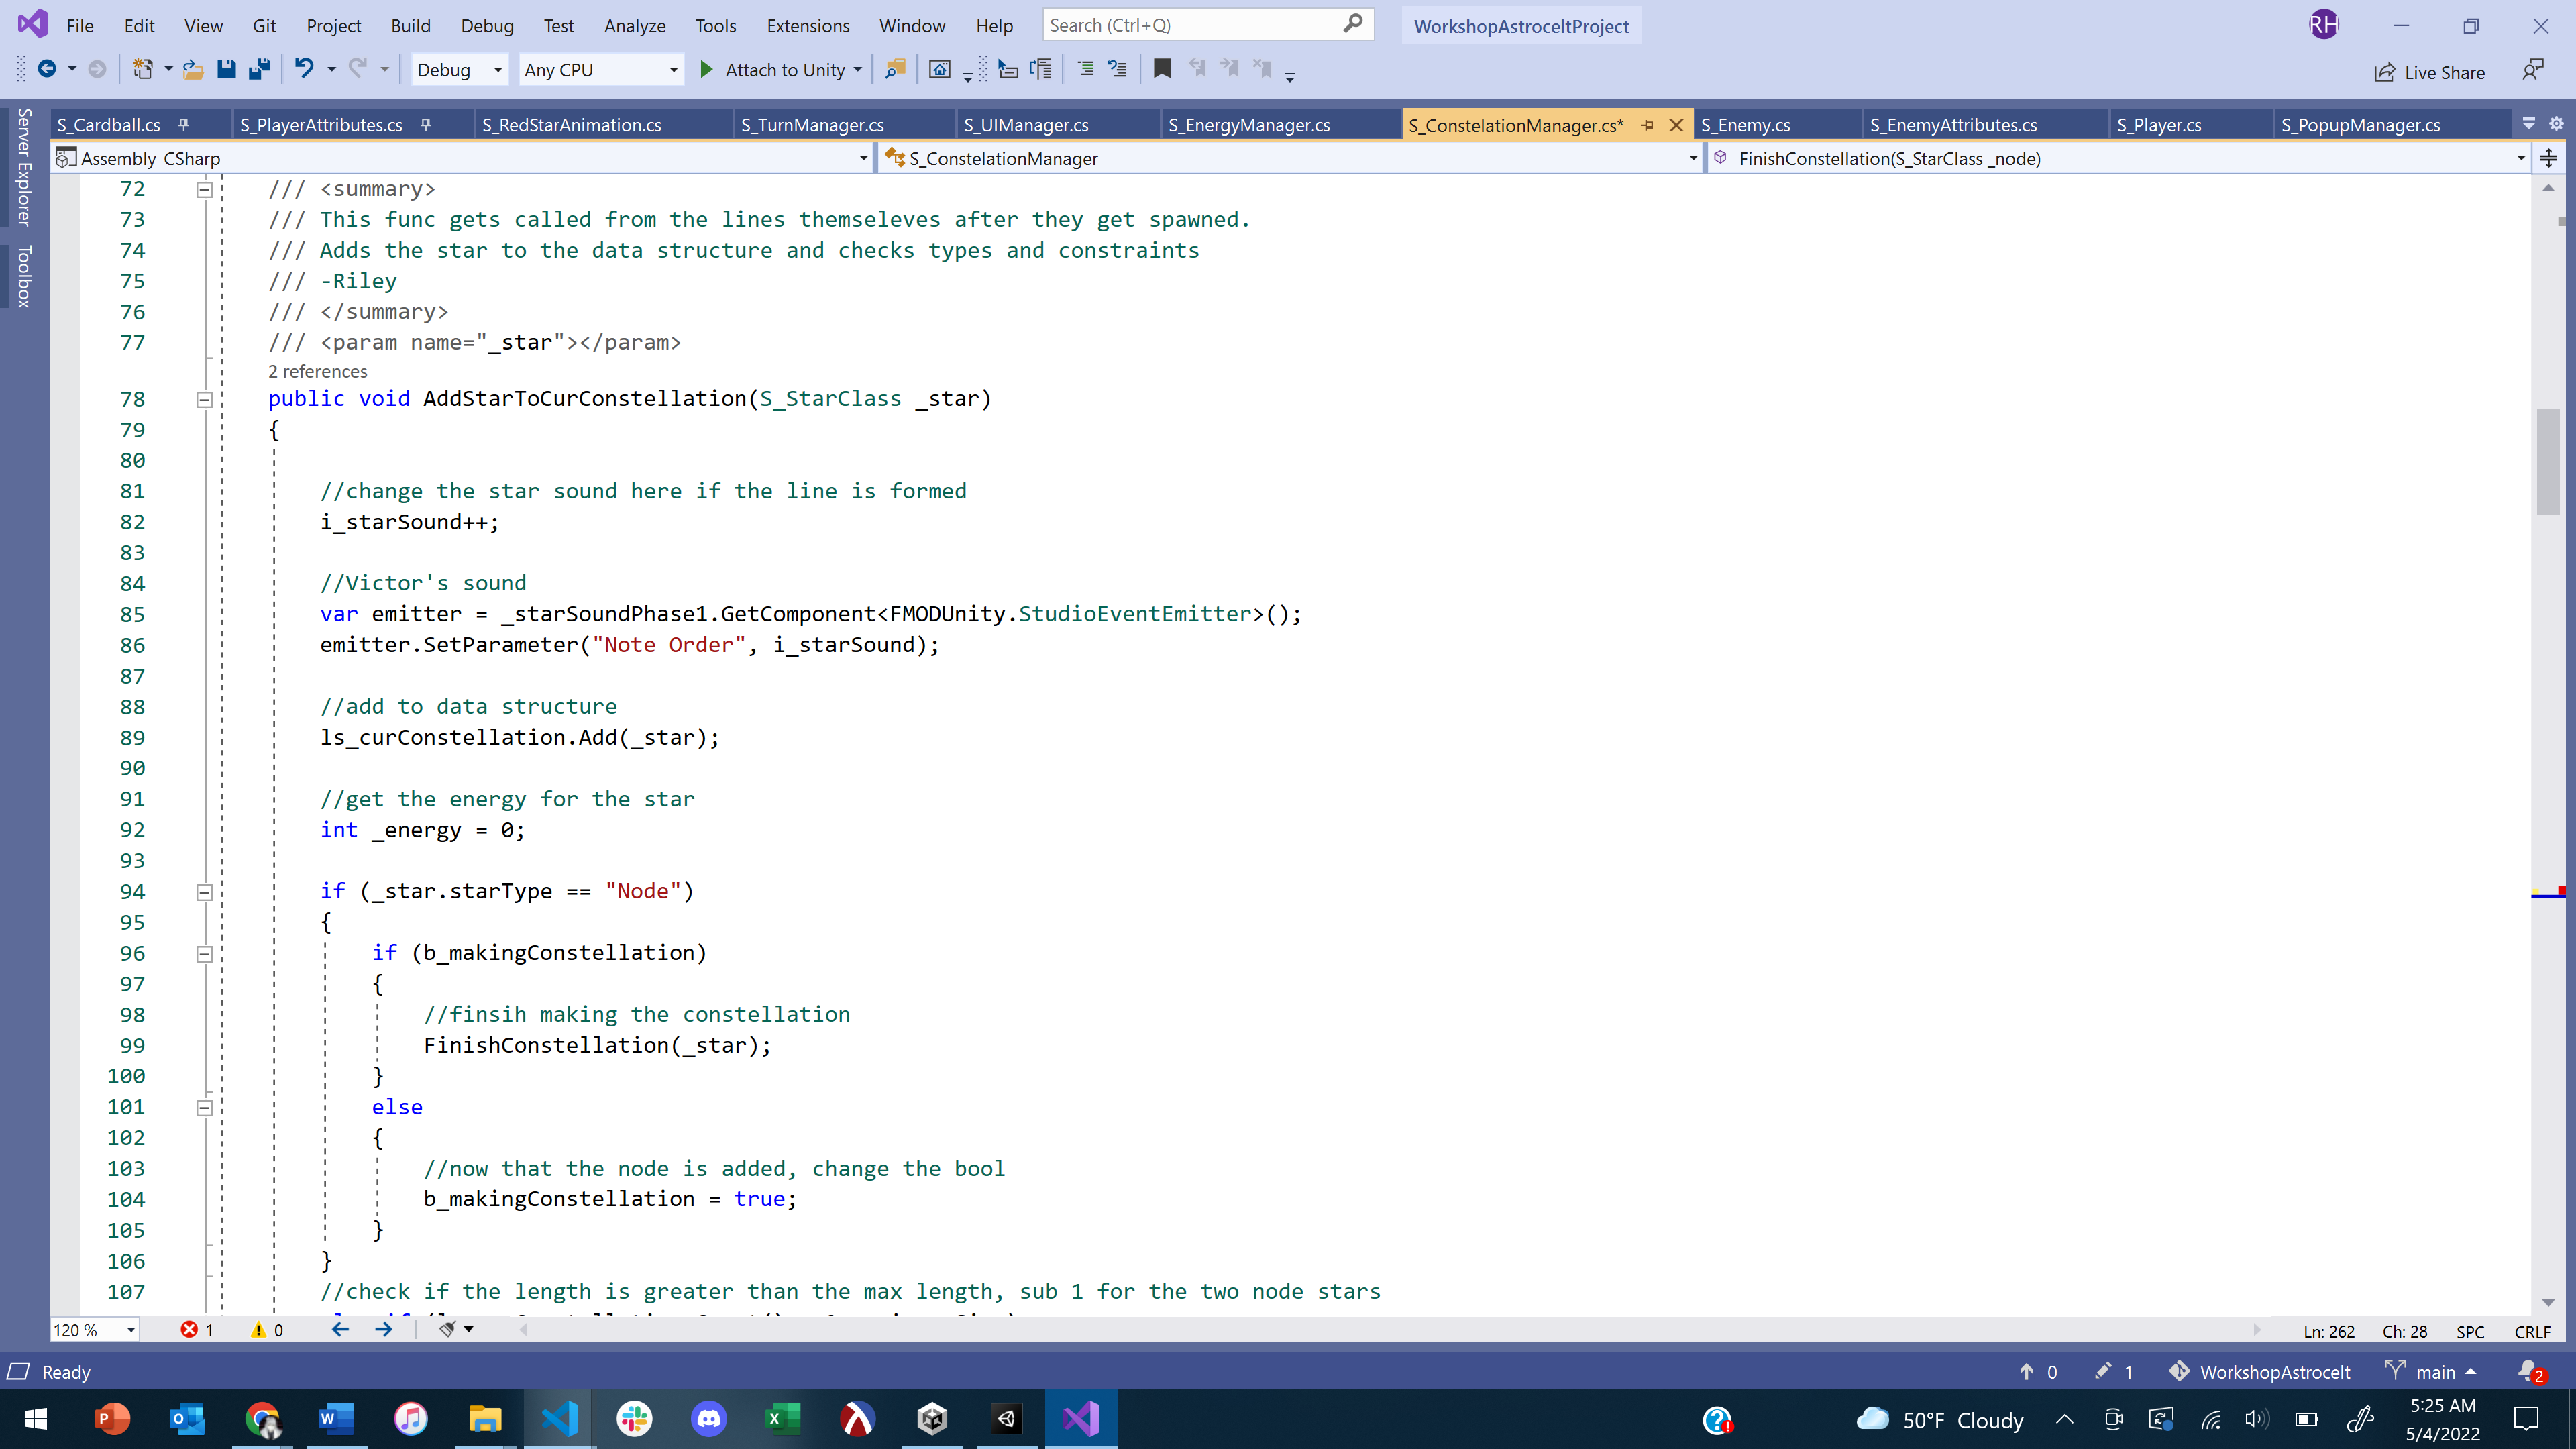 File Edit View Git Project Build Debug Test Analyze Tools Extensions Window Help Search (Ctrl+Q) WorkshopAstroceltProject RH
Debug Any CPU Attach to Unity Live Share
S_Cardball.cs S_PlayerAttributes.cs S_RedStarAnimation.cs S_TurnManager.cs S_UIManager.cs S_EnergyManager.cs S_ConstelationManager.cs* S_Enemy.cs S_EnemyAttributes.cs S_Player.cs S_PopupManager.cs
Assembly-CSharp S_ConstelationManager FinishConstellation(S_StarClass _node)
Server Explorer
Toolbox
72 /// <summary>
73 /// This func gets called from the lines themseleves after they get spawned.
74 /// Adds the star to the data structure and checks types and constraints
75 /// -Riley
76 /// </summary>
77 /// <param name="_star"></param>
2 references
78 public void AddStarToCurConstellation(S_StarClass _star)
79 {
80
81 //change the star sound here if the line is formed
82 i_starSound++;
83
84 //Victor's sound
85 var emitter = _starSoundPhase1.GetComponent<FMODUnity.StudioEventEmitter>();
86 emitter.SetParameter("Note Order", i_starSound);
87
88 //add to data structure
89 ls_curConstellation.Add(_star);
90
91 //get the energy for the star
92 int _energy = 0;
93
94 if (_star.starType == "Node")
95 {
96 if (b_makingConstellation)
97 {
98 //finsih making the constellation
99 FinishConstellation(_star);
100 }
101 else
102 {
103 //now that the node is added, change the bool
104 b_makingConstellation = true;
105 }
106 }
107 //check if the length is greater than the max length, sub 1 for the two node stars
120 % 1 0 Ln: 262 Ch: 28 SPC CRLF
Ready 0 1 WorkshopAstrocelt main 2
50°F Cloudy 5:25 AM
5/4/2022